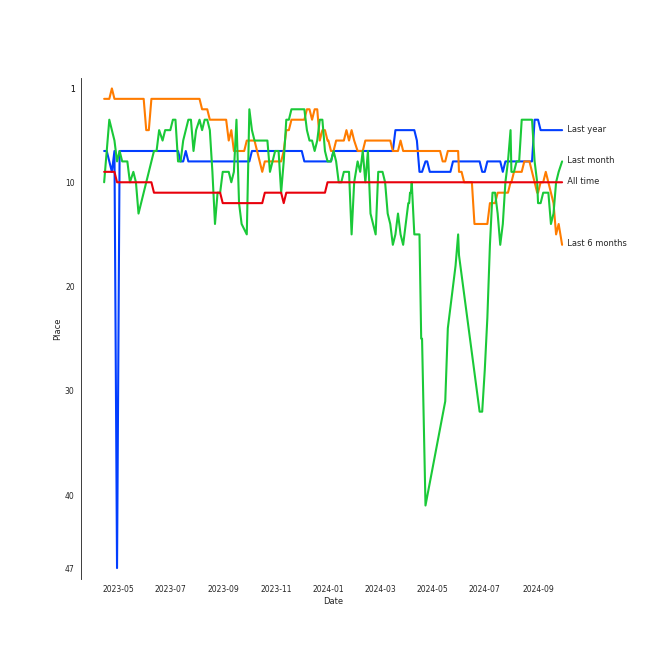 1
10
20
30
40
47
Place
2023-05
2023-07
2023-09
2023-11
2024-01
2024-03
2024-05
2024-07
2024-09
Date
Last year
Last month
All time
Last 6 months